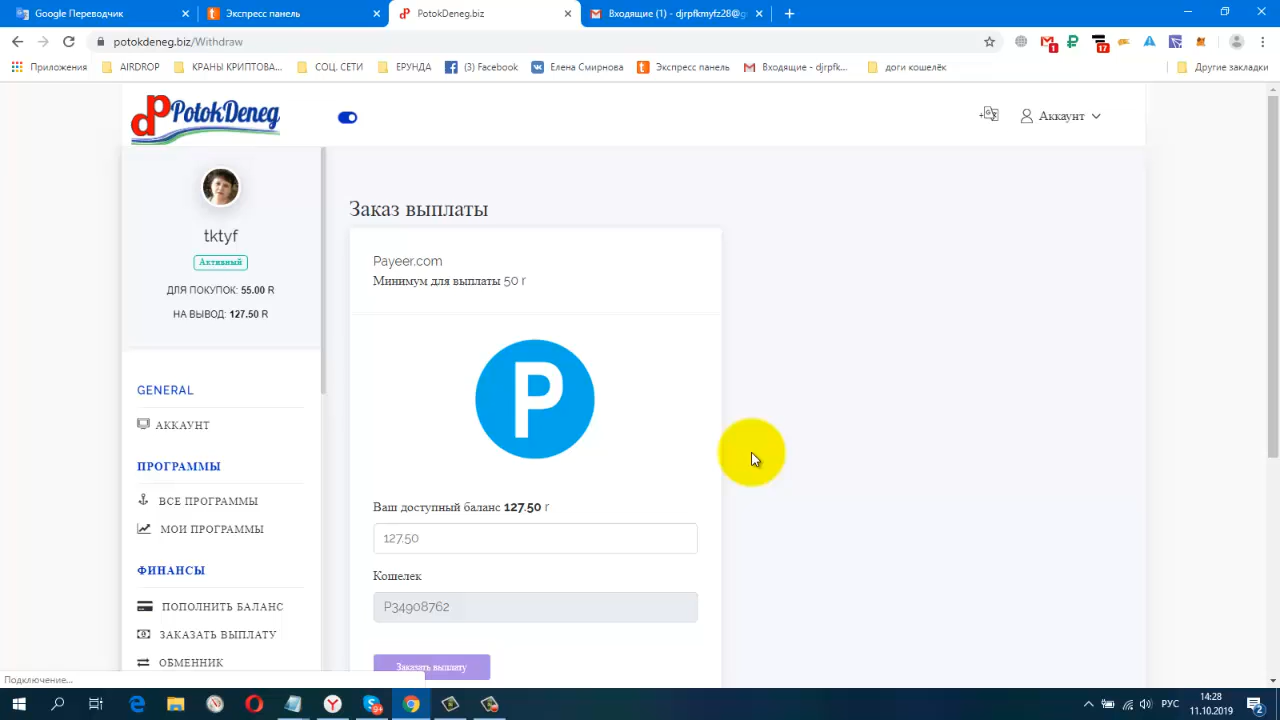 Google Переводчик
Экспресс панель
PotokDeneg.biz
Входящие (1) - djrpfkmyfz28@g
potokdeneg.biz/Withdraw
1
17
Приложения
AIRDROP
КРАНЫ КРИПТОВА...
СОЦ. СЕТИ
ЕРУНДА
(3) Facebook
Елена Смирнова
Экспресс панель
Входящие - djrpfk...
доги кошелёк
Другие закладки
PotokDeneg
Аккаунт
tktyf
Активный
ДЛЯ ПОКУПОК: 55.00 R
НА ВЫВОД: 127.50 R
GENERAL
АККАУНТ
ПРОГРАММЫ
ВСЕ ПРОГРАММЫ
МОИ ПРОГРАММЫ
ФИНАНСЫ
ПОПОЛНИТЬ БАЛАНС
ЗАКАЗАТЬ ВЫПЛАТУ
ОБМЕННИК
Заказ выплаты
Payeer.com
Минимум для выплаты 50 r
P
Ваш доступный баланс 127.50 r
127.50
Кошелек
P34908762
Заказать выплату
Подключение...
РУС
14:28
11.10.2019
2